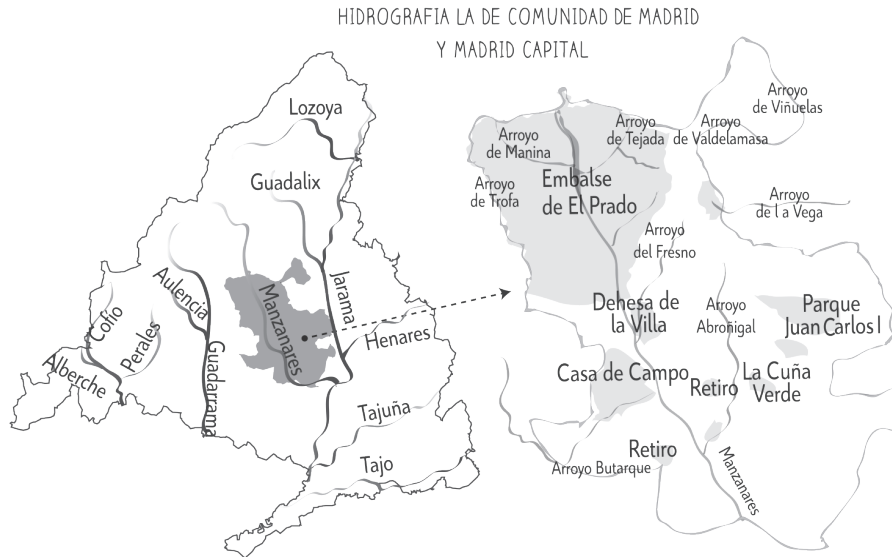 HIDROGRAFIA LA DE COMUNIDAD DE MADRID
Y MADRID CAPITAL
Lozoya
Guadalix
Jarama
Manzanares
Henares
Aulencia
Guadarrama
Cofio
Perales
Alberche
Tajuña
Tajo
Arroyo
de Viñuelas
Arroyo
de Valdelamasa
Arroyo
de Tejada
Arroyo
de Manina
Arroyo
de Trofa
Embalse
de El Prado
Arroyo
de l a Vega
Arroyo
del Fresno
Dehesa de
la Villa
Arroyo
Abroñigal
Parque
Juan Carlos I
Casa de Campo
Retiro
La Cuña
Verde
Retiro
Arroyo Butarque
Manzanares